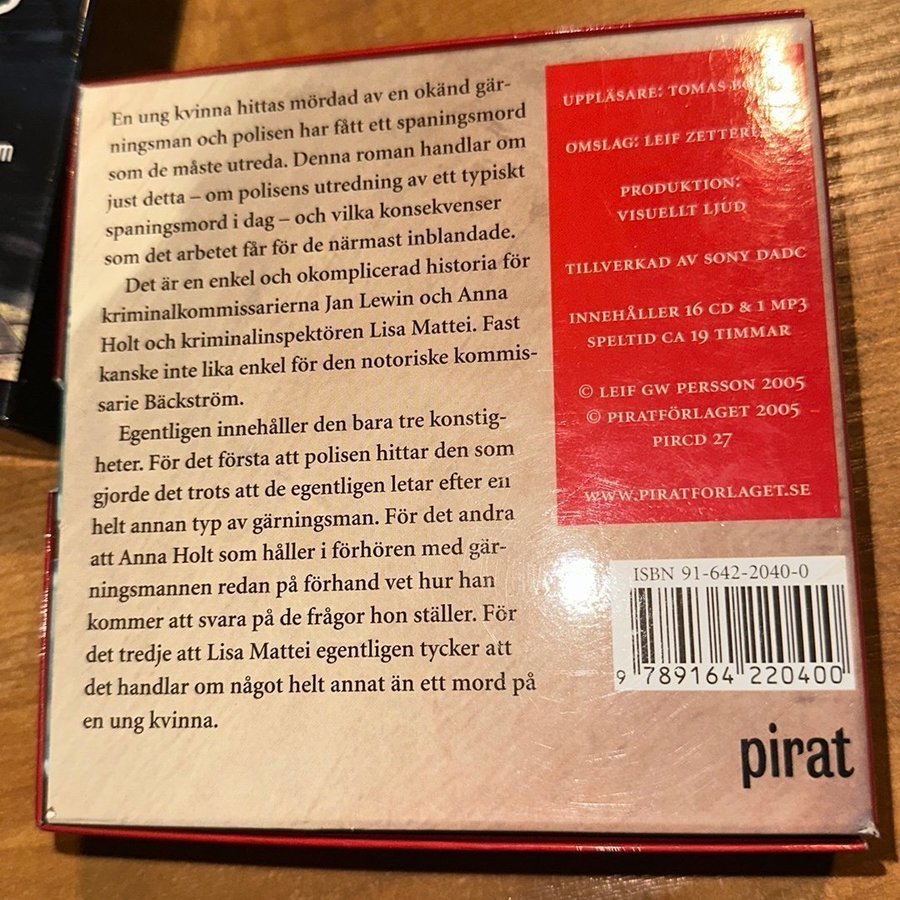 m
En ung kvinna hittas mördad av en okänd gär-
ningsman och polisen har fått ett spaningsmord
som de måste utreda. Denna roman handlar om
just detta – om polisens utredning av ett typiskt
spaningsmord i dag – och vilka konsekvenser
som det arbetet får för de närmast inblandade.
Det är en enkel och okomplicerad historia för
kriminalkommissarierna Jan Lewin och Anna
Holt och kriminalinspektören Lisa Mattei. Fast
kanske inte lika enkel för den notoriske kommis-
sarie Bäckström.
Egentligen innehåller den bara tre konstig-
heter. För det första att polisen hittar den som
gjorde det trots att de egentligen letar efter en
helt annan typ av gärningsman. För det andra
att Anna Holt som håller i förhören med gär-
ningsmannen redan på förhand vet hur han
kommer att svara på de frågor hon ställer. För
det tredje att Lisa Mattei egentligen tycker att
det handlar om något helt annat än ett mord på
en ung kvinna.
UPPLÄSARE: TOMAS
OMSLAG: LEIF
PRODUKTION:
VISUELLT LJUD
TILLVERKAD AV SONY DADC
INNEHÅLLER 16 CD & 1 MP3
SPELTID CA 19 TIMMAR
© LEIF GW PERSSON 2005
© PIRATFÖRLAGET 2005
PIRCD 27
WWW.PIRATFORLAGET.SE
ISBN 91-642-2040-0
9 789164 220400
pirat